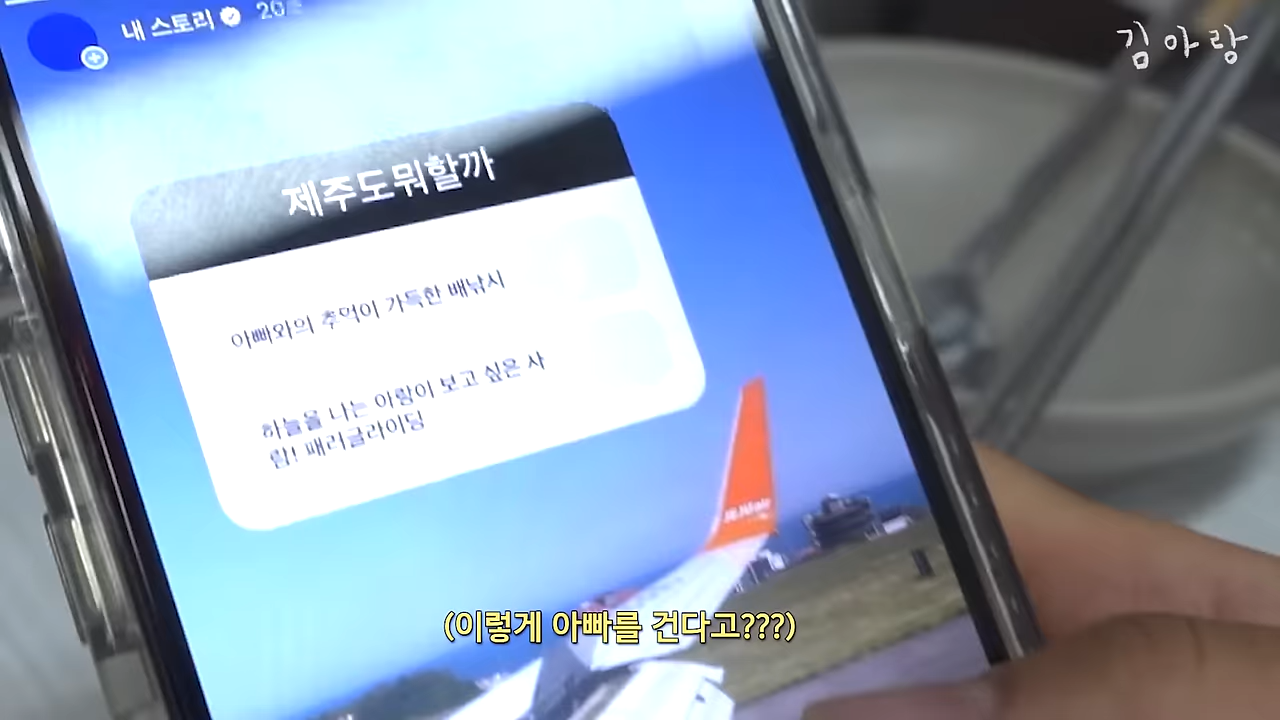 내 스토리
김아랑
제주도뭐할까
아빠와의 추억이 가득한 배낚시
하늘을 나는 아랑이 보고 싶은 사
람! 패러글라이딩
JEJUair
(이렇게 아빠를 건다고???)